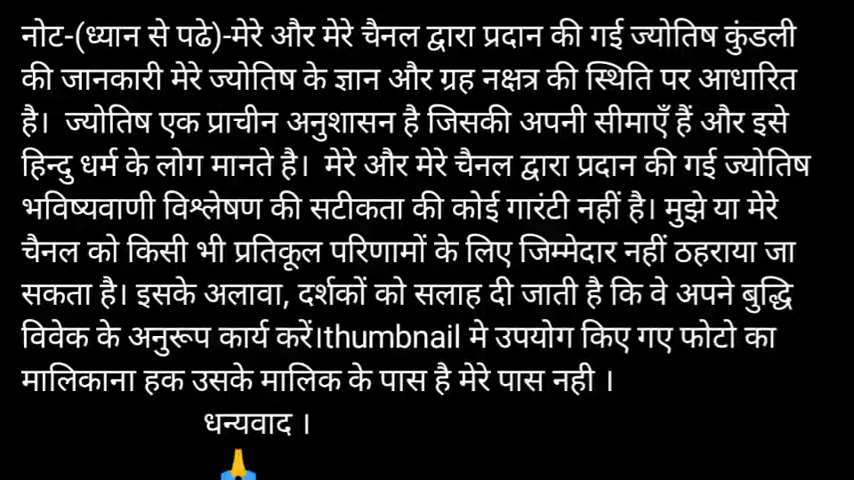 नोट-(ध्यान से पढे)-मेरे और मेरे चैनल द्वारा प्रदान की गई ज्योतिष कुंडली
की जानकारी मेरे ज्योतिष के ज्ञान और ग्रह नक्षत्र की स्थिति पर आधारित
है। ज्योतिष एक प्राचीन अनुशासन है जिसकी अपनी सीमाएँ हैं और इसे
हिन्दु धर्म के लोग मानते है। मेरे और मेरे चैनल द्वारा प्रदान की गई ज्योतिष
भविष्यवाणी विश्लेषण की सटीकता की कोई गारंटी नहीं है। मुझे या मेरे
चैनल को किसी भी प्रतिकूल परिणामों के लिए जिम्मेदार नहीं ठहराया जा
सकता है। इसके अलावा, दर्शकों को सलाह दी जाती है कि वे अपने बुद्धि
विवेक के अनुरूप कार्य करें।thumbnail मे उपयोग किए गए फोटो का
मालिकाना हक उसके मालिक के पास है मेरे पास नही ।
धन्यवाद ।